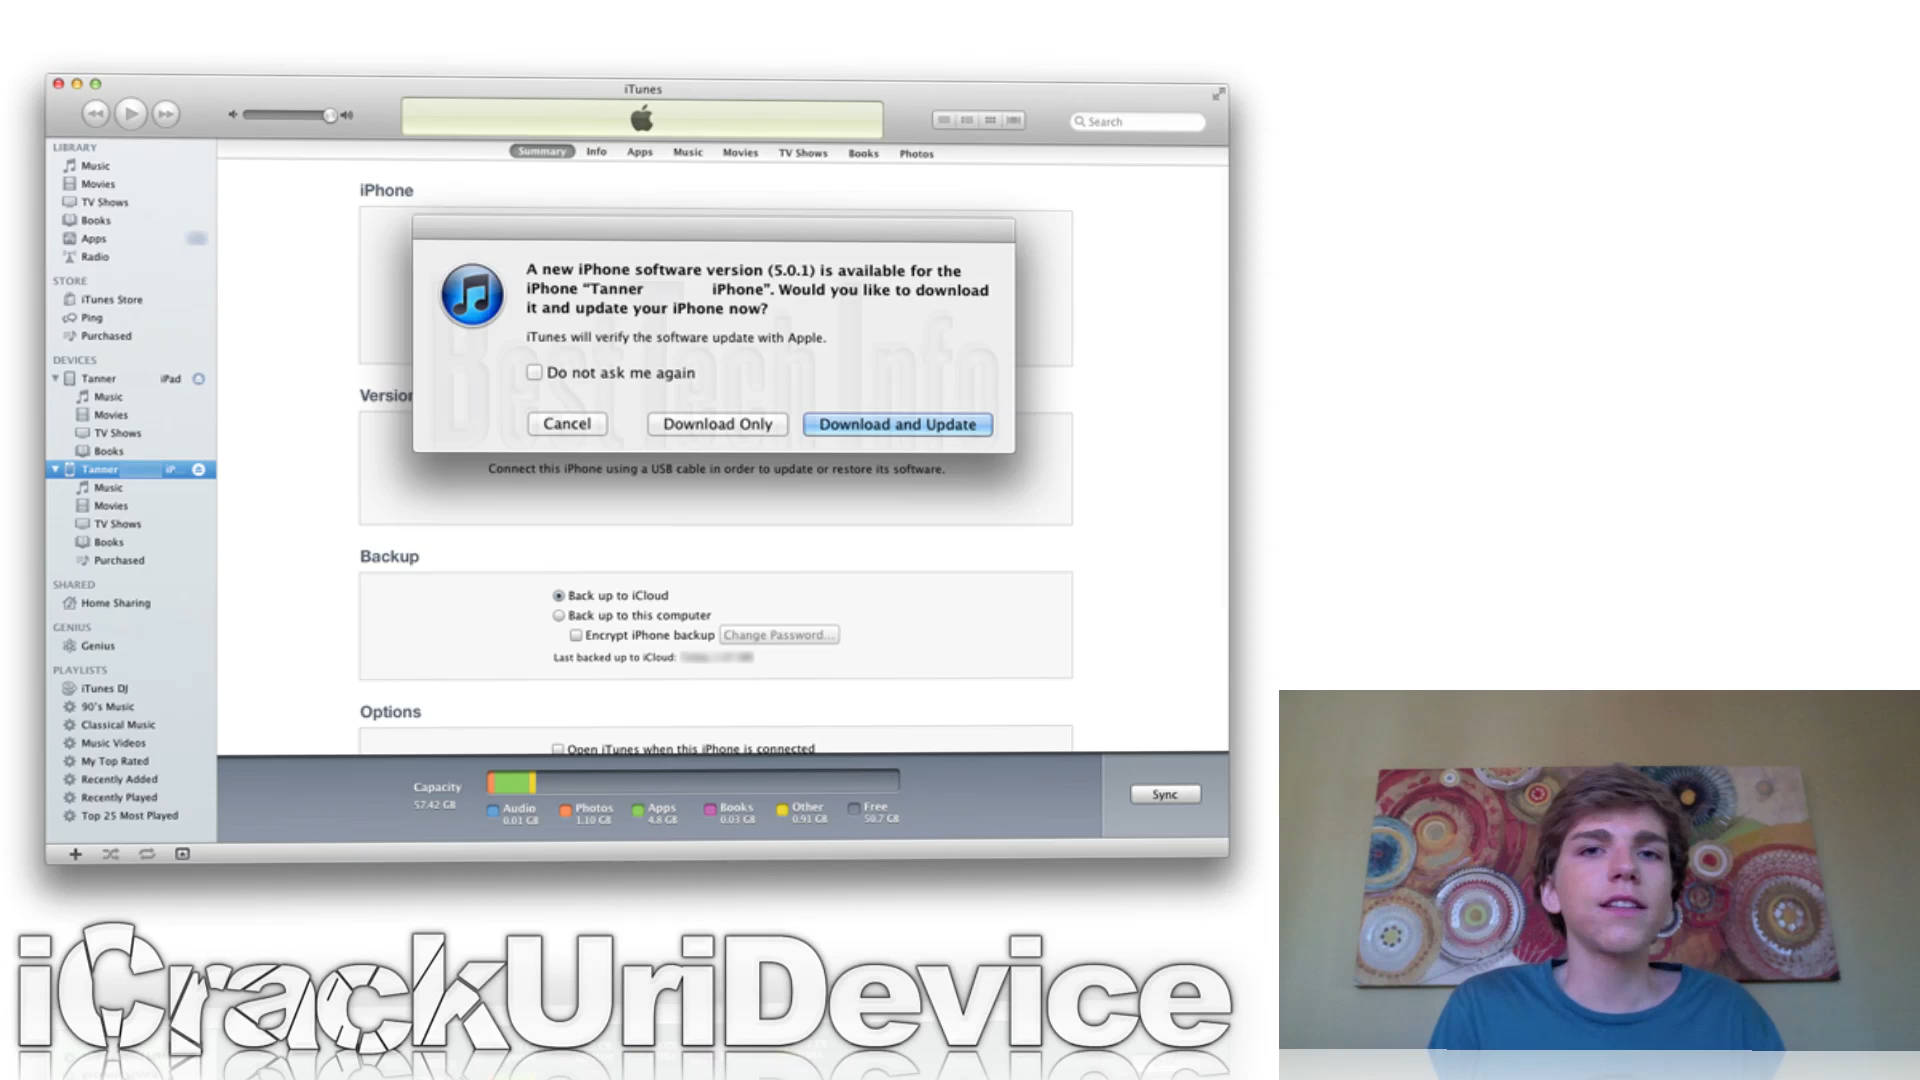 iTunes
Search
Summary Info Apps Music Movies TV Shows Books Photos
LIBRARY
Music
Movies
TV Shows
Books
Apps
Radio
STORE
iTunes Store
Ping
Purchased
DEVICES
Tanner iPad
Music
Movies
TV Shows
Books
Tanner iP...
Music
Movies
TV Shows
Books
Purchased
SHARED
Home Sharing
GENIUS
Genius
PLAYLISTS
iTunes DJ
90's Music
Classical Music
Music Videos
My Top Rated
Recently Added
Recently Played
Top 25 Most Played
iPhone
A new iPhone software version (5.0.1) is available for the
iPhone “Tanner iPhone”. Would you like to download
it and update your iPhone now?
iTunes will verify the software update with Apple.
Best Tech Info
Do not ask me again
Cancel Download Only Download and Update
Version
Connect this iPhone using a USB cable in order to update or restore its software.
Backup
Back up to iCloud
Back up to this computer
Encrypt iPhone backup Change Password...
Last backed up to iCloud:
Options
Open iTunes when this iPhone is connected
Capacity
57.42 GB
Audio
0.01 GB
Photos
1.10 GB
Apps
4.8 GB
Books
0.03 GB
Other
0.91 GB
Free
50.7 GB
Sync
iCrackUriDevice